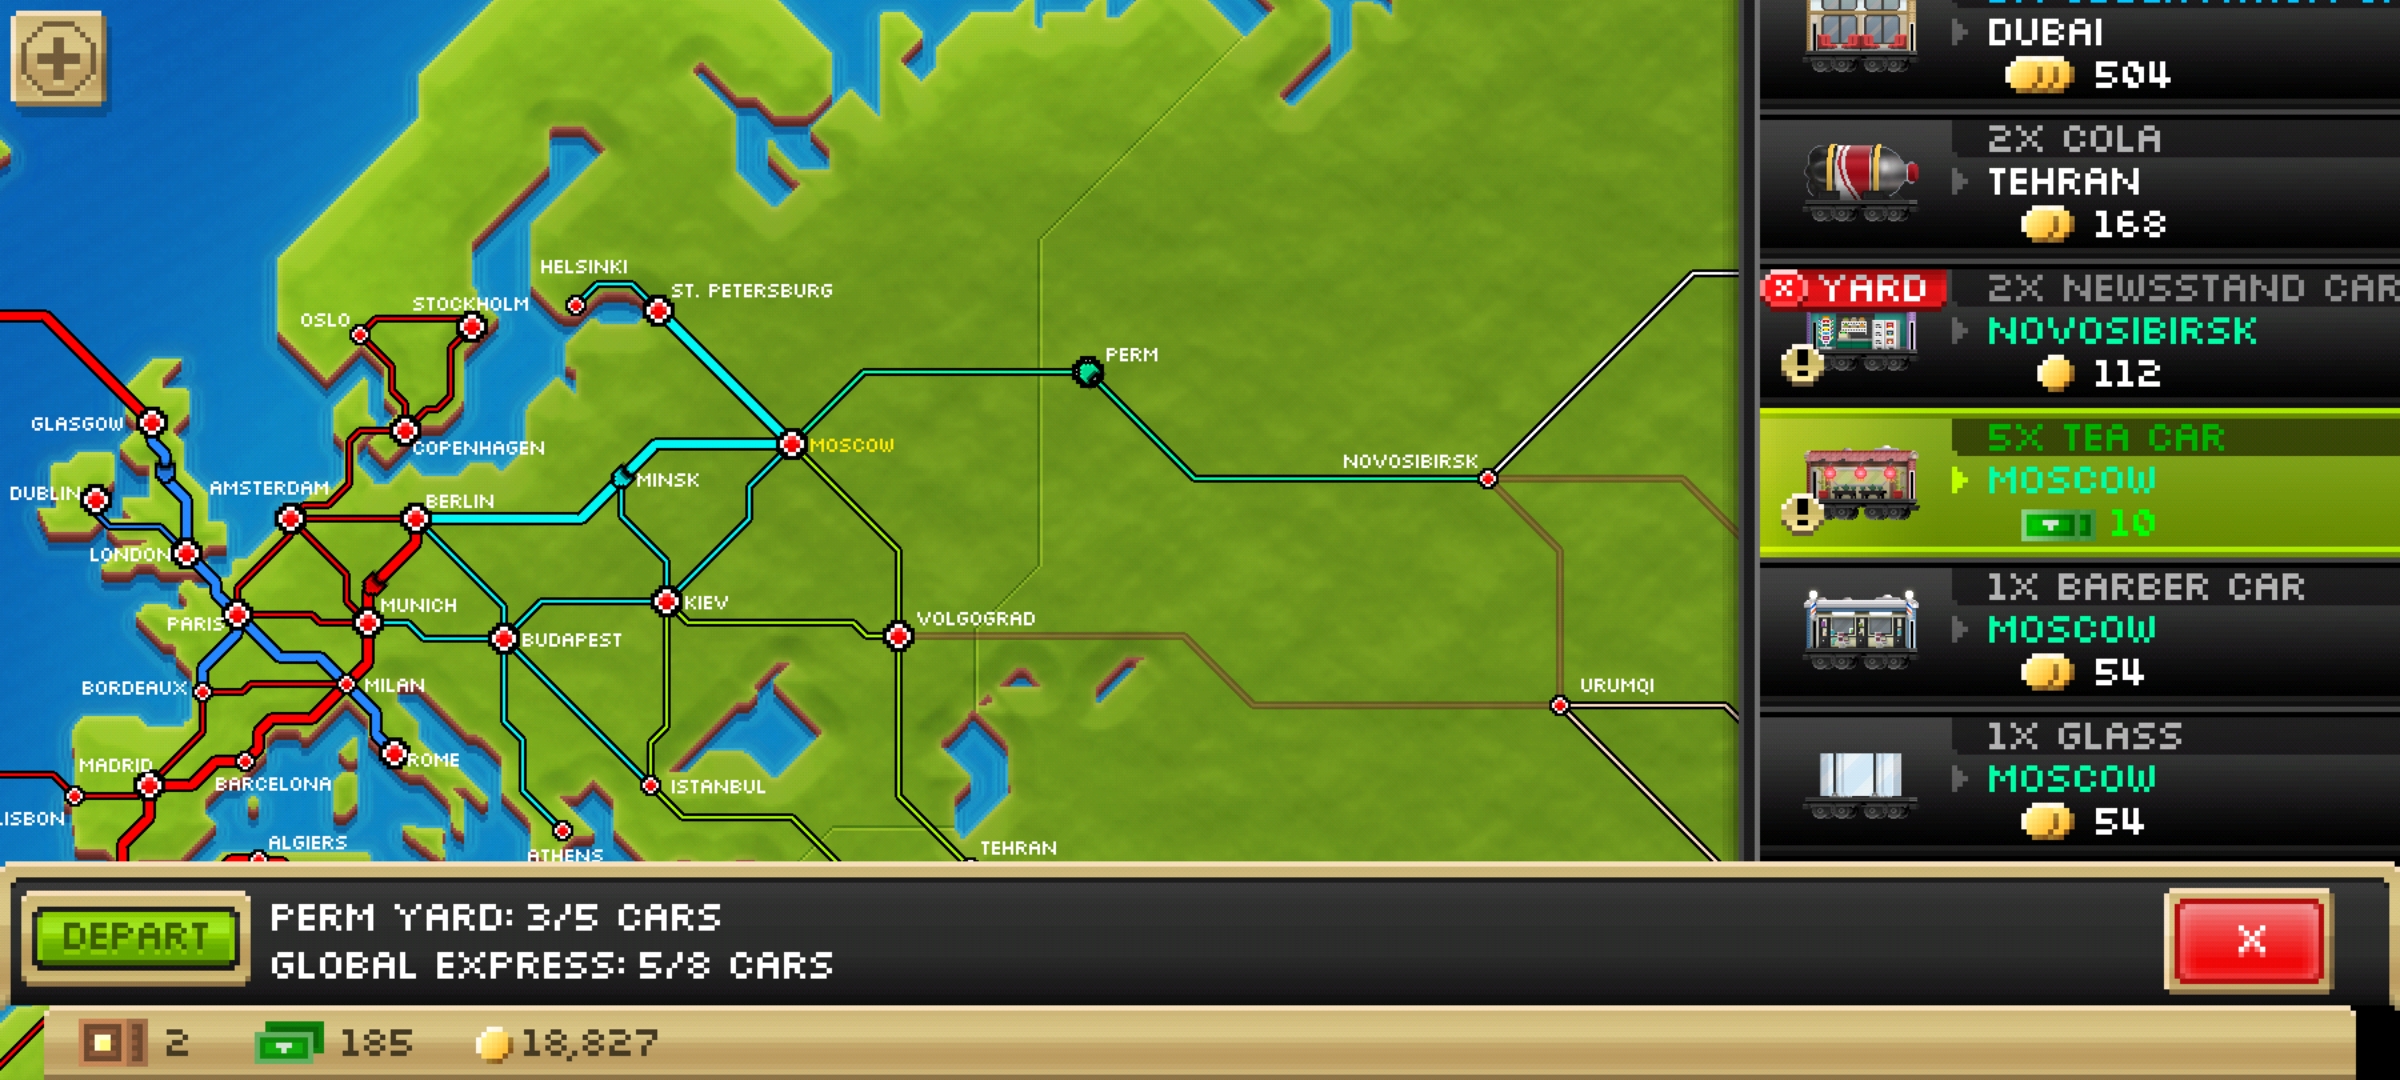 DUBAI
504
2X COLA
TEHRAN
168
YARD
2X NEWSSTAND CAR
NOVOSIBIRSK
112
5X TEA CAR
MOSCOW
10
1X BARBER CAR
MOSCOW
54
1X GLASS
MOSCOW
54
HELSINKI
ST. PETERSBURG
STOCKHOLM
OSLO
PERM
GLASGOW
COPENHAGEN
MOSCOW
NOVOSIBIRSK
MINSK
DUBLIN
AMSTERDAM
BERLIN
LONDON
MUNICH
KIEV
PARIS
BUDAPEST
VOLGOGRAD
BORDEAUX
MILAN
URUMQI
MADRID
ROME
BARCELONA
ISTANBUL
LISBON
ALGIERS
ATHENS
TEHRAN
DEPART
PERM YARD: 3/5 CARS
GLOBAL EXPRESS: 5/8 CARS
X
2
185
18,827